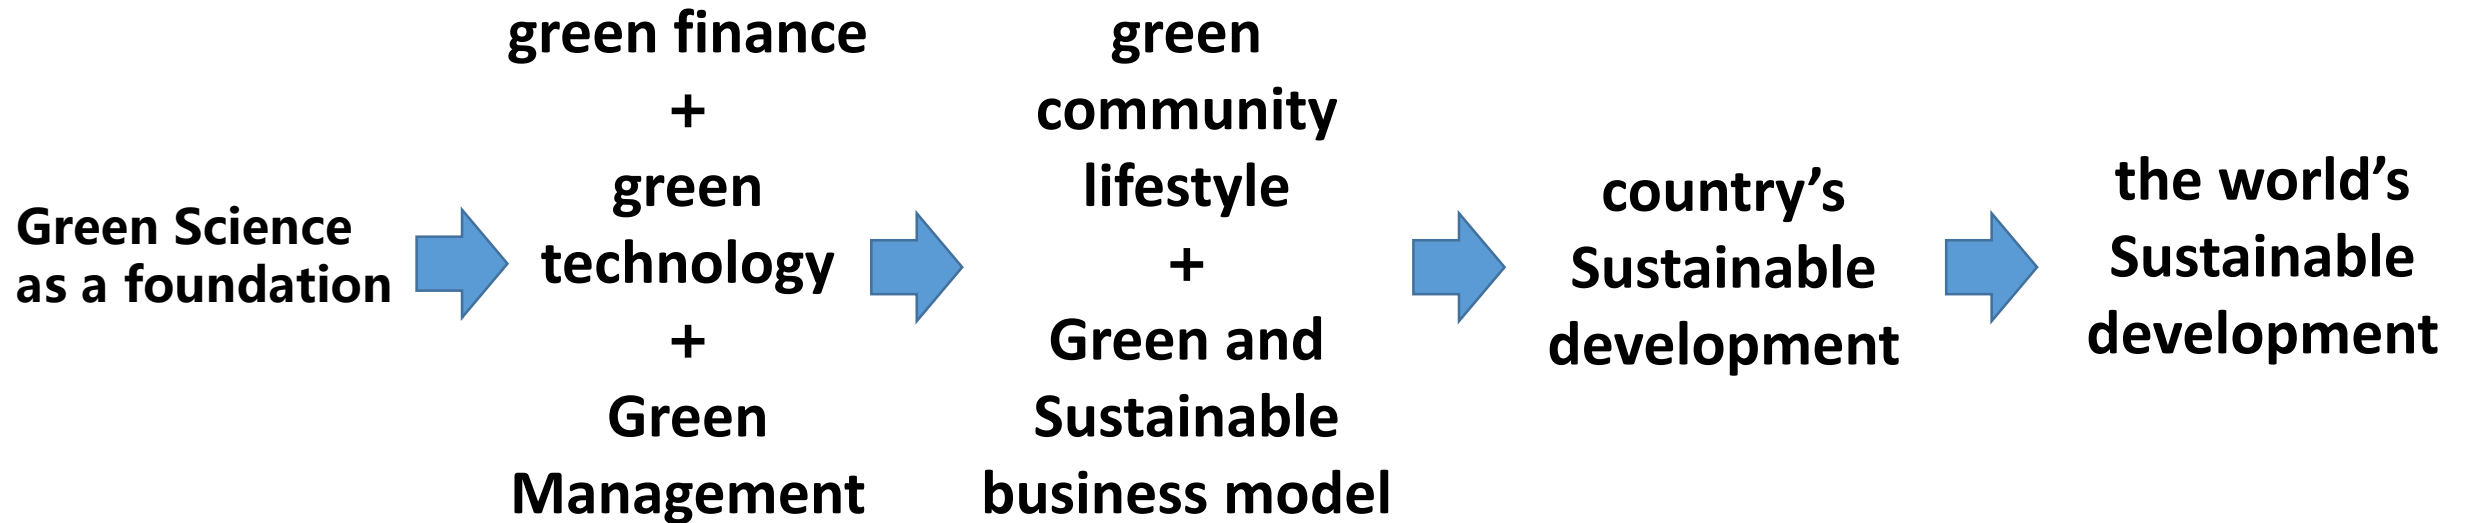 Green Science
as a foundation
green finance
+
green
technology
+
Green
Management
green
community
lifestyle
+
Green and
Sustainable
business model
country’s
Sustainable
development
the world’s
Sustainable
development